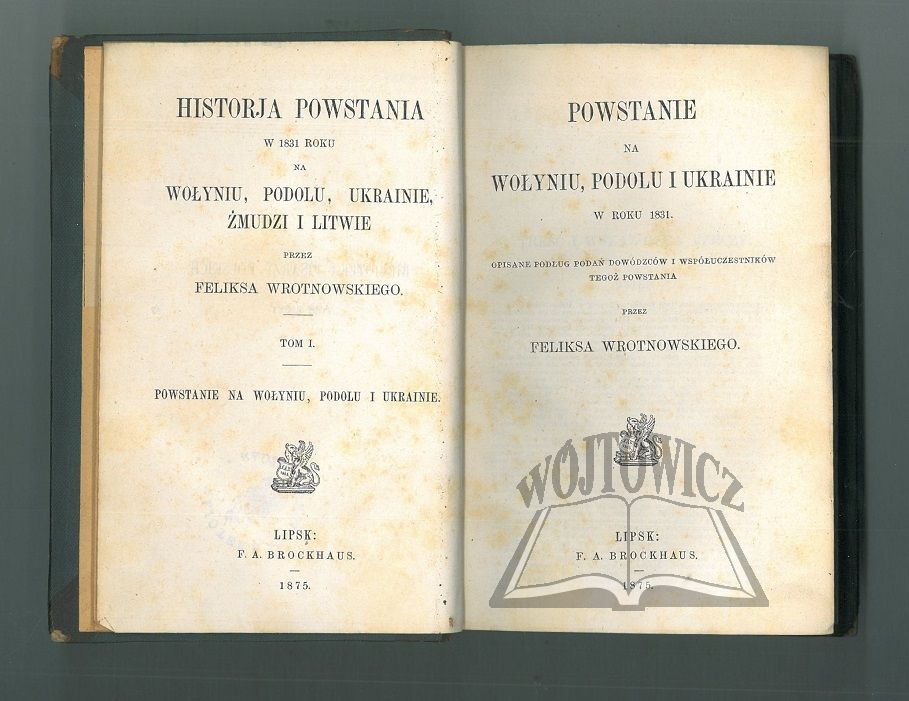 HISTORJA POWSTANIA
W 1831 ROKU
NA
WOŁYNIU, PODOLU, UKRAINIE,
ŻMUDZI I LITWIE
PRZEZ
FELIKSA WROTNOWSKIEGO.
TOM I.
POWSTANIE NA WOŁYNIU, PODOLU I UKRAINIE.
LIPSK:
F. A. BROCKHAUS.
1875.
POWSTANIE
NA
WOŁYNIU, PODOLU I UKRAINIE
W ROKU 1831.
OPISANE PODŁUG PODAŃ DOWÓDZCÓW I WSPÓŁUCZESTNIKÓW
TEGOŻ POWSTANIA
PRZEZ
FELIKSA WROTNOWSKIEGO.
WÓJTOWICZ
LIPSK:
F. A. BROCKHAUS.
1875.